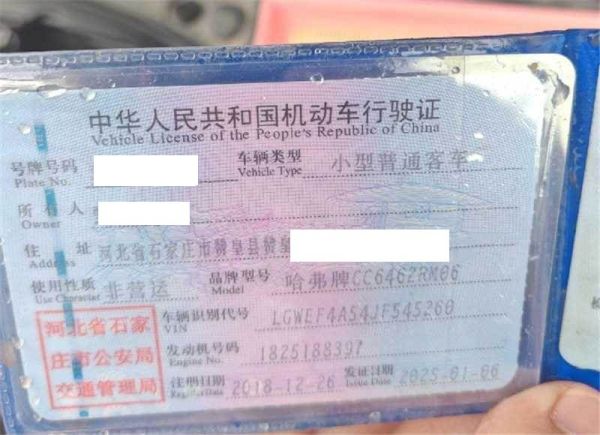 中华人民共和国机动车行驶证
Vehicle License of the People's Republic of China
号牌号码 车辆类型 小型普通客车
Plate No. Vehicle Type
所有人
Owner
住址 河北省石家庄市赞皇县赞皇
Address
使用性质 非营运 品牌型号 哈弗牌CC6462RM06
Use Character Model
河北省石家
庄市公安局
交通管理局
车辆识别代号 LGWEF4A54JF545260
VIN
发动机号码 1825188397
Engine No.
注册日期 2018-12-26 发证日期 2025-01-06
Register Date Issue Date